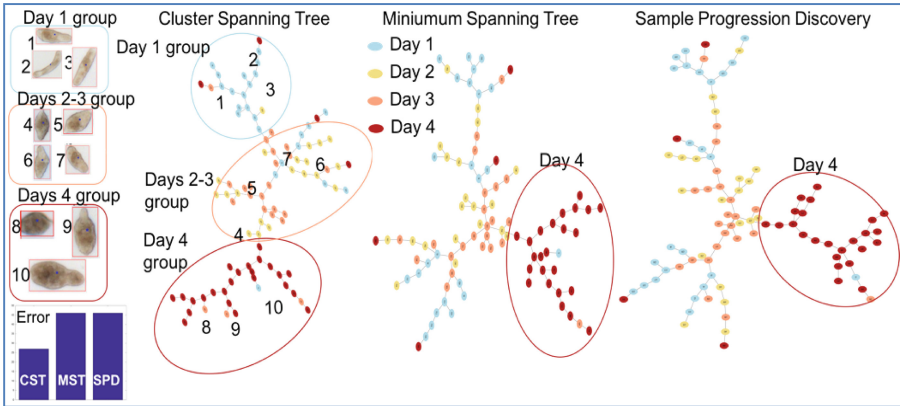 Day 1 group
1
2
3
Days 2-3 group
4
5
6
7
Days 4 group
8
9
10
Error
CST
MST
SPD
Cluster Spanning Tree
Day 1 group
2
1
3
7
6
Days 2-3
group
5
4
Day 4
group
8
9
10
Miniumum Spanning Tree
Day 1
Day 2
Day 3
Day 4
Day 4
Sample Progression Discovery
Day 4